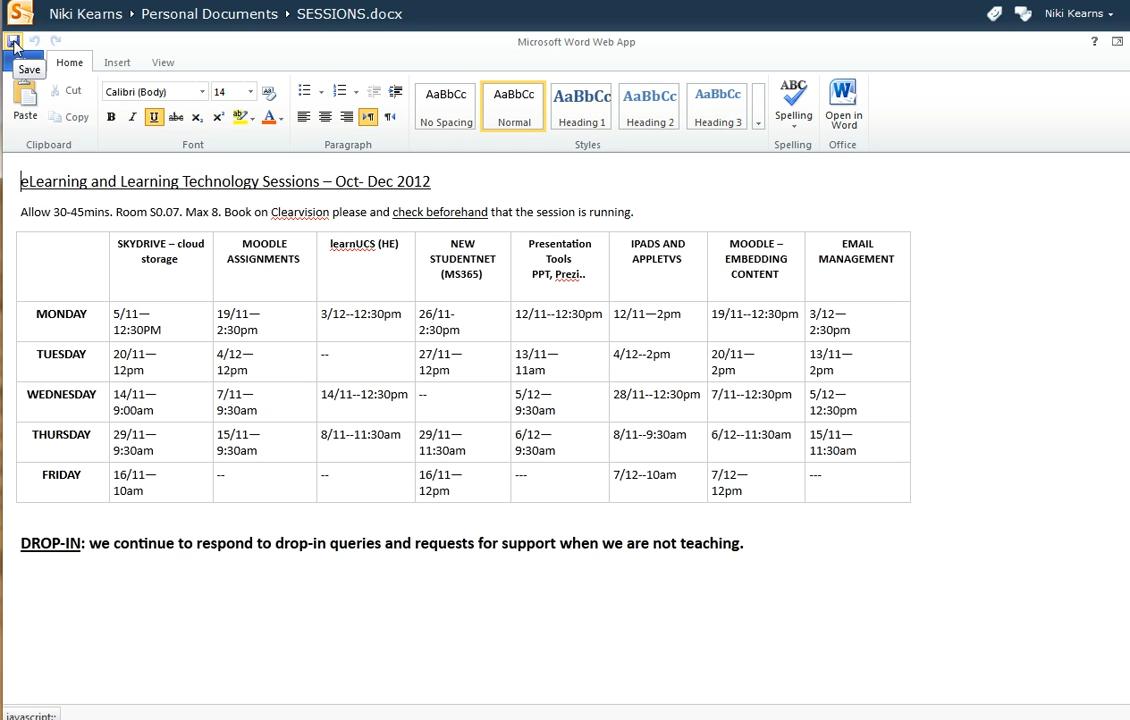 Niki Kearns ▸ Personal Documents ▸ SESSIONS.docx
Niki Kearns
Microsoft Word Web App
Home Insert View
Save
Paste
Cut
Copy
Clipboard
Calibri (Body) 14
B I U abc x₂ x² ab A
Font
Paragraph
AaBbCc AaBbCc AaBbCc AaBbCc AaBbCc
No Spacing Normal Heading 1 Heading 2 Heading 3
Styles
ABC
Spelling
Spelling
Open in
Word
Office
eLearning and Learning Technology Sessions – Oct- Dec 2012
Allow 30-45mins. Room S0.07. Max 8. Book on Clearvision please and check beforehand that the session is running.
SKYDRIVE – cloud storage
MOODLE ASSIGNMENTS
learnUCS (HE)
NEW STUDENTNET (MS365)
Presentation Tools PPT, Prezi..
IPADS AND APPLETVS
MOODLE – EMBEDDING CONTENT
EMAIL MANAGEMENT
MONDAY 5/11—12:30PM 19/11—2:30pm 3/12--12:30pm 26/11-2:30pm 12/11--12:30pm 12/11—2pm 19/11--12:30pm 3/12—2:30pm
TUESDAY 20/11—12pm 4/12—12pm -- 27/11—12pm 13/11—11am 4/12--2pm 20/11—2pm 13/11—2pm
WEDNESDAY 14/11—9:00am 7/11—9:30am 14/11--12:30pm -- 5/12—9:30am 28/11--12:30pm 7/11--12:30pm 5/12—12:30pm
THURSDAY 29/11—9:30am 15/11—9:30am 8/11--11:30am 29/11—11:30am 6/12—9:30am 8/11--9:30am 6/12--11:30am 15/11—11:30am
FRIDAY 16/11—10am -- -- 16/11—12pm --- 7/12--10am 7/12—12pm ---
DROP-IN: we continue to respond to drop-in queries and requests for support when we are not teaching.
javascript:;